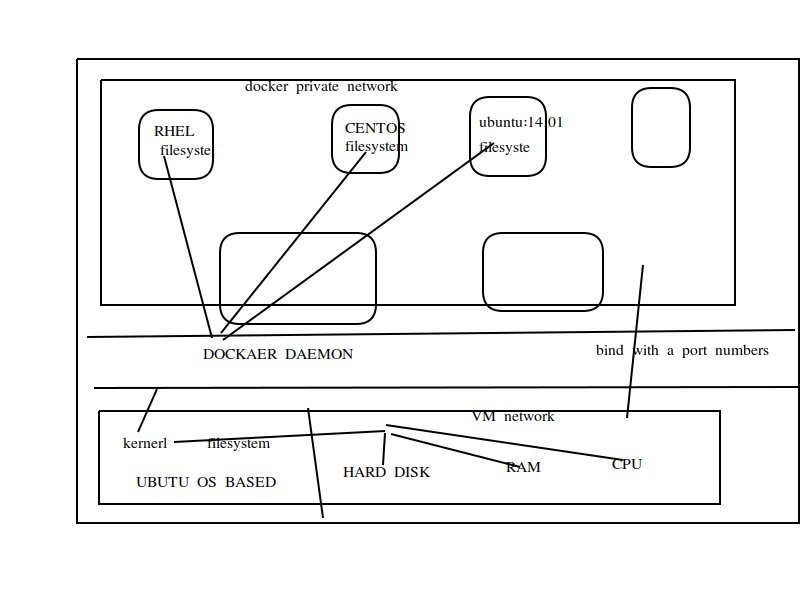 docker private network
RHEL
filesyste
CENTOS
filesystem
ubuntu:14.01
filesyste
DOCKAER DAEMON
bind with a port numbers
VM network
kernerl
filesystem
UBUTU OS BASED
HARD DISK
RAM
CPU